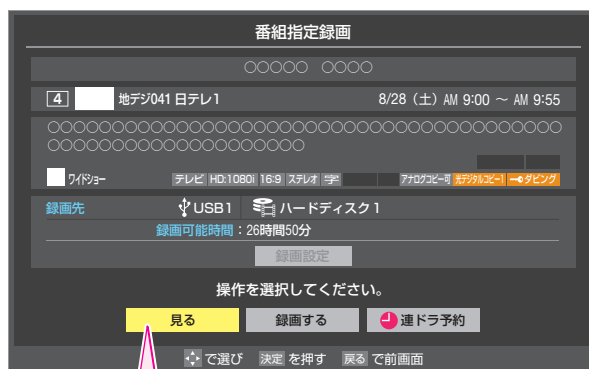 番組指定録画
○○○○○ ○○○○
4 地デジ041 日テレ1 8/28（土）AM 9:00 ～ AM 9:55
○○○○○○○○○○○○○○○○○○○○○○○○○○○○○○○○○○○○○○○○
○○○○○○○○○○○○○○○○○○○○
ワイドショー テレビ HD:1080i 16:9 ステレオ 字 アナログコピー可 光デジタルコピー1 ダビング
録画先 USB1 ハードディスク1
録画可能時間：26時間50分
録画設定
操作を選択してください。
見る 録画する 連ドラ予約
で選び 決定 を押す 戻る で前画面